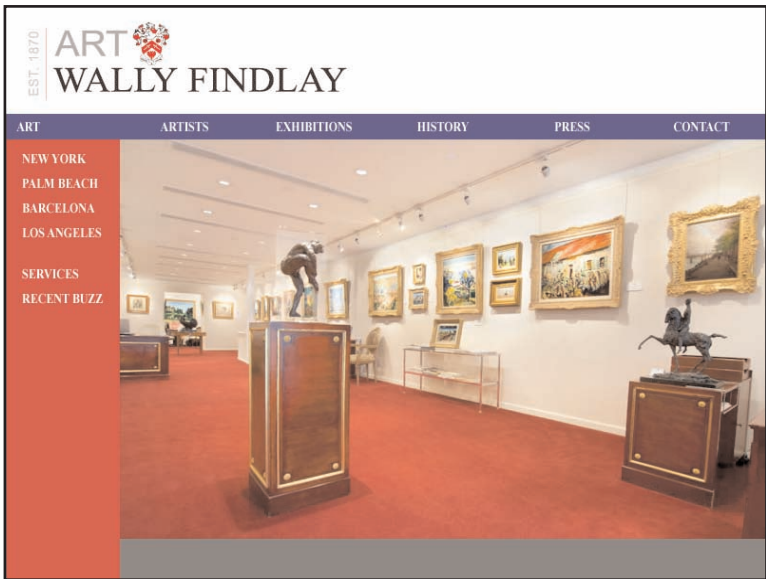 EST. 1870
ART
WALLY FINDLAY
ART ARTISTS EXHIBITIONS HISTORY PRESS CONTACT
NEW YORK
PALM BEACH
BARCELONA
LOS ANGELES
SERVICES
RECENT BUZZ